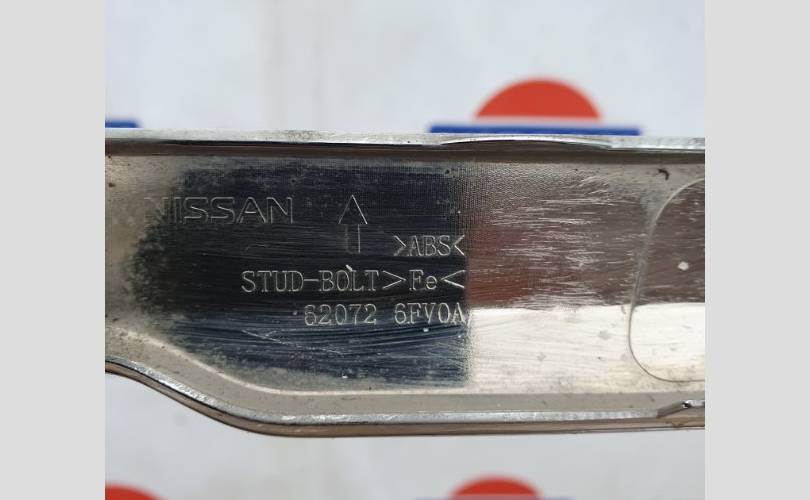 NISSAN
>ABS<
STUD-BOLT>Fe<
62072 6FV0A